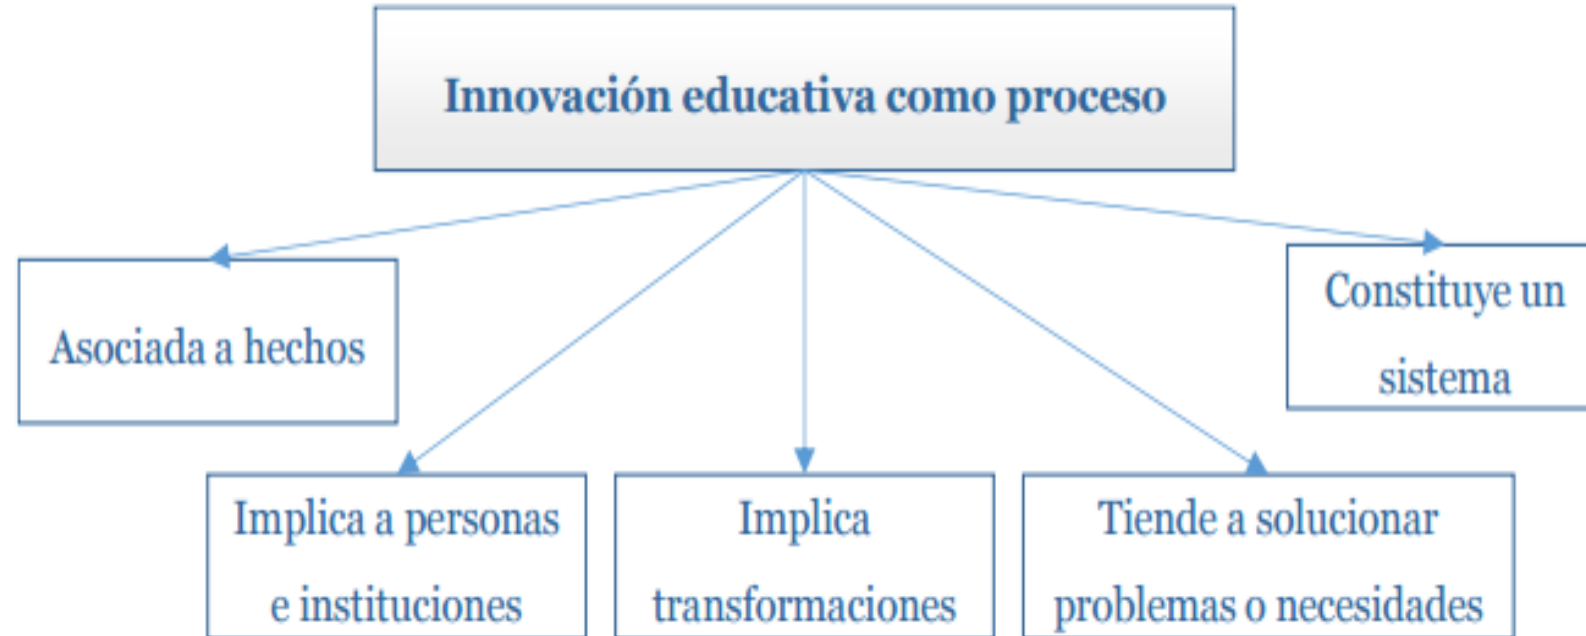 Innovación educativa como proceso
Asociada a hechos
Implica a personas
e instituciones
Implica
transformaciones
Tiende a solucionar
problemas o necesidades
Constituye un
sistema